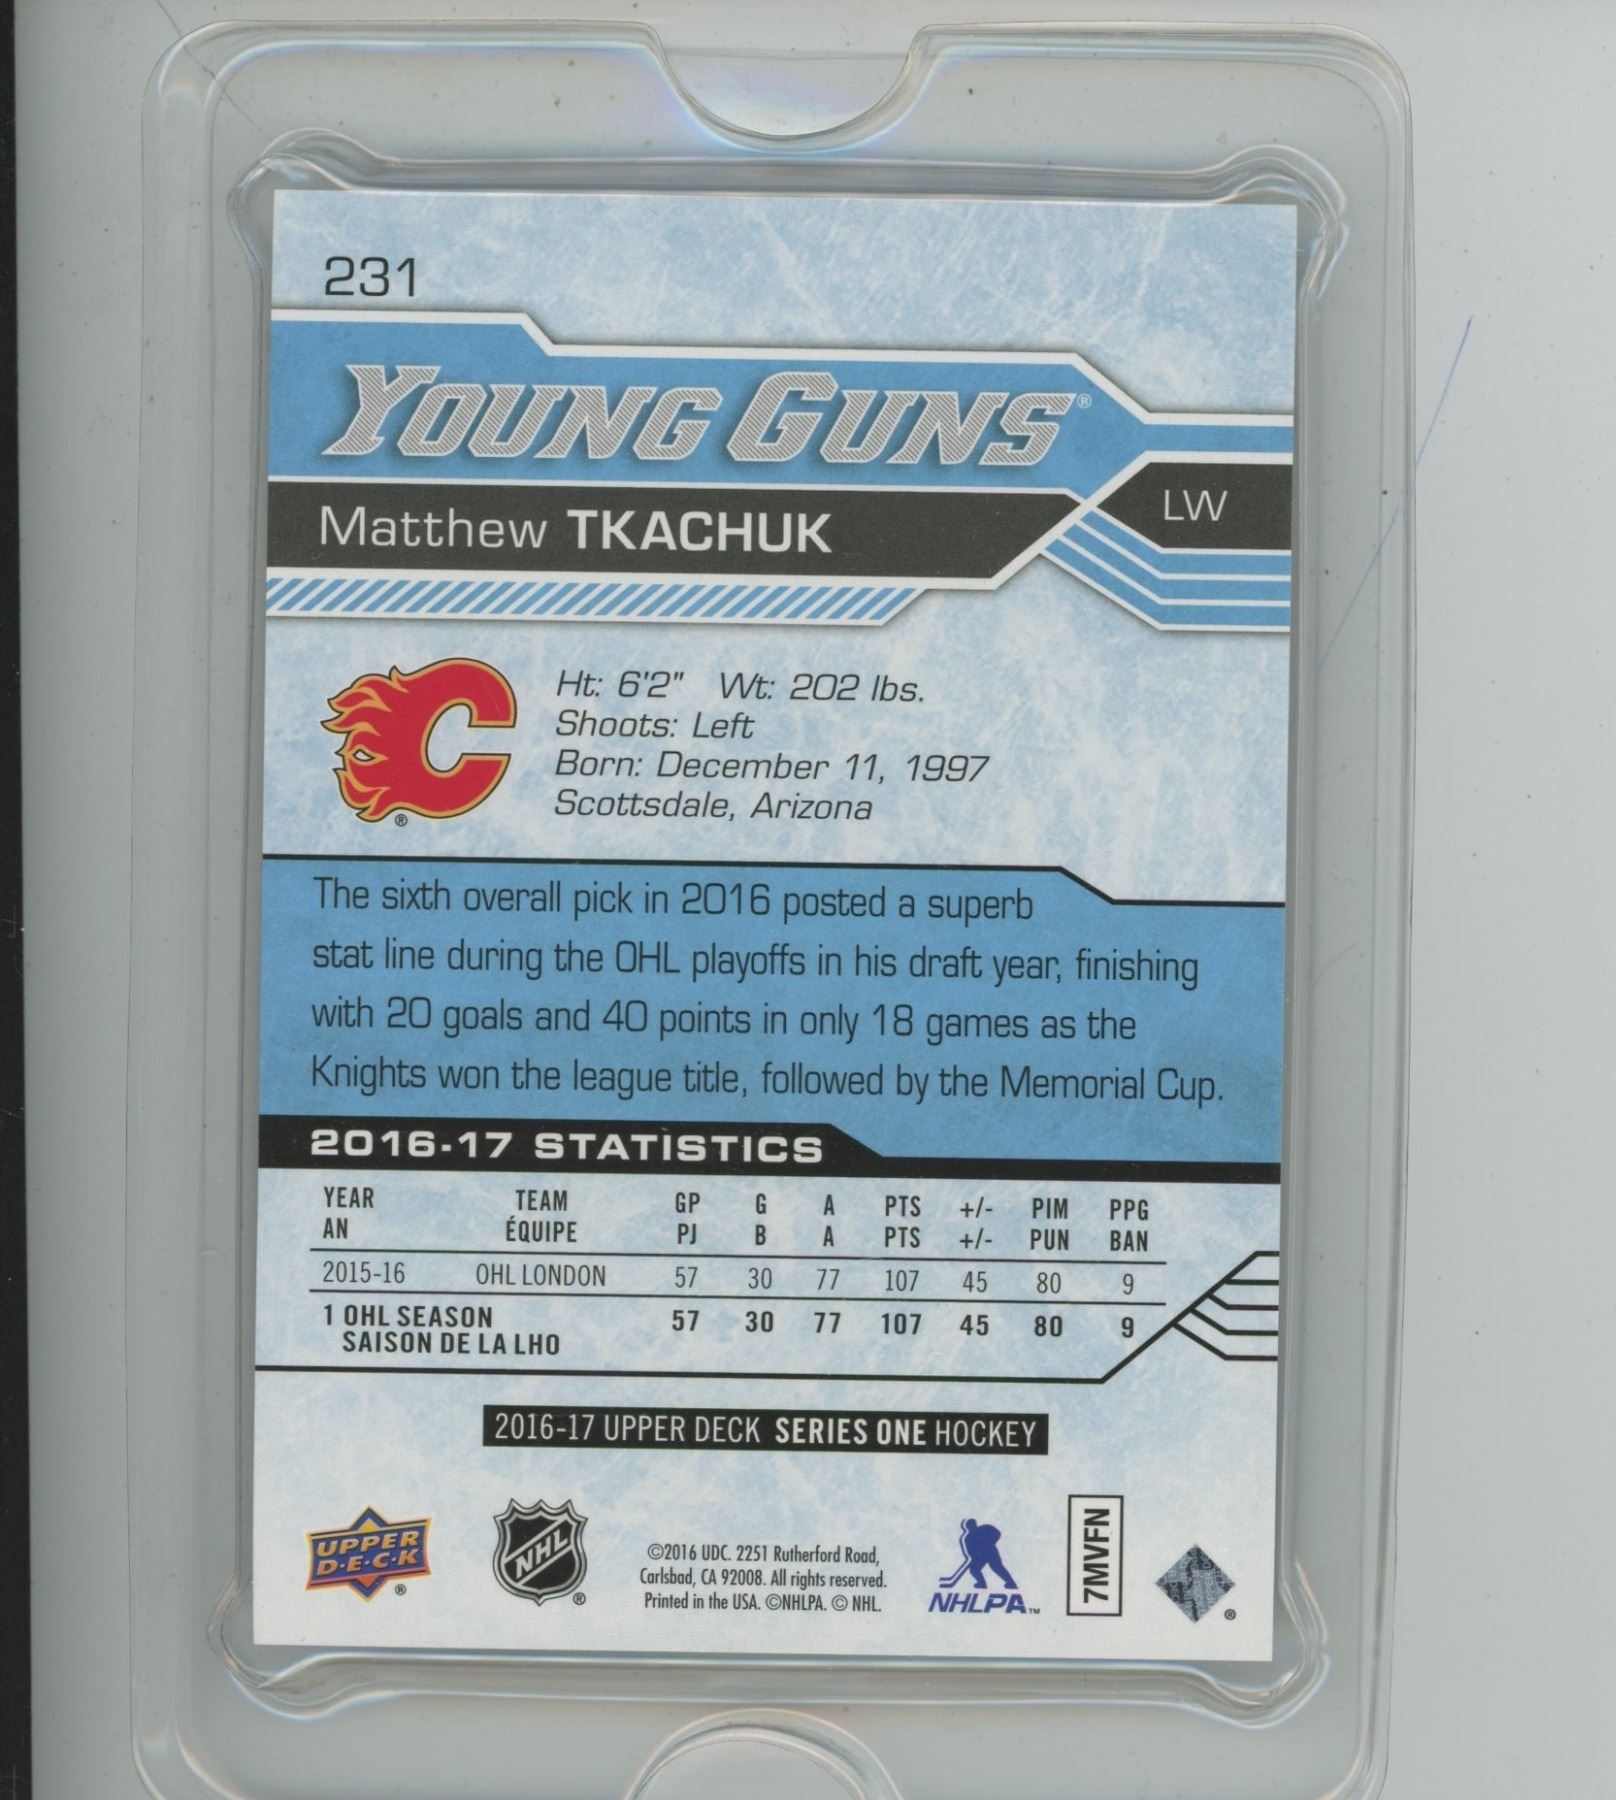 231
YOUNG GUNS®
Matthew TKACHUK
LW
Ht: 6'2" Wt: 202 lbs.
Shoots: Left
Born: December 11, 1997
Scottsdale, Arizona
®
The sixth overall pick in 2016 posted a superb
stat line during the OHL playoffs in his draft year, finishing
with 20 goals and 40 points in only 18 games as the
Knights won the league title, followed by the Memorial Cup.
2016-17 STATISTICS
YEAR TEAM GP G A PTS +/- PIM PPG
AN ÉQUIPE PJ B A PTS +/- PUN BAN
2015-16 OHL LONDON 57 30 77 107 45 80 9
1 OHL SEASON 57 30 77 107 45 80 9
SAISON DE LA LHO
2016-17 UPPER DECK SERIES ONE HOCKEY
UPPER
D·E·C·K
®
NHL
®
©2016 UDC. 2251 Rutherford Road,
Carlsbad, CA 92008. All rights reserved.
Printed in the USA. ©NHLPA. © NHL.
NHLPA™
7MVFN
®